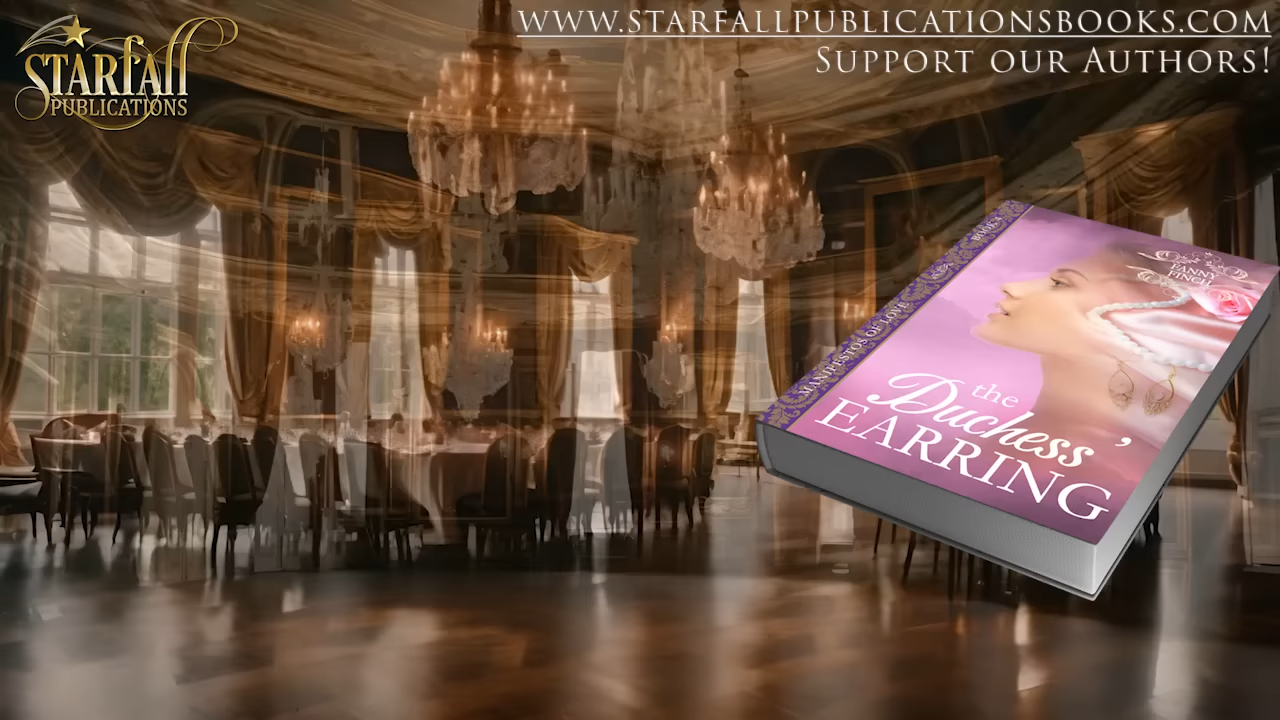 STARfAll
PUBLICATIONS
WWW.STARFALLPUBLICATIONSBOOKS.COM
SUPPORT OUR AUTHORS!
FANNY
FINCH
MANIFESTOS OF LOVE
the
Duchess'
EARRING